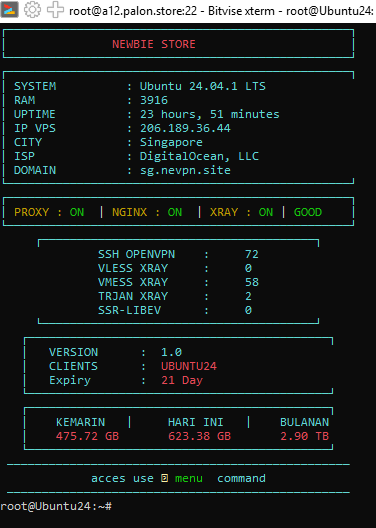 root@a12.palon.store:22 - Bitvise xterm - root@Ubuntu24:
NEWBIE STORE
SYSTEM : Ubuntu 24.04.1 LTS
RAM : 3916
UPTIME : 23 hours, 51 minutes
IP VPS : 206.189.36.44
CITY : Singapore
ISP : DigitalOcean, LLC
DOMAIN : sg.nevpn.site
PROXY : ON | NGINX : ON | XRAY : ON | GOOD
SSH OPENVPN : 72
VLESS XRAY : 0
VMESS XRAY : 58
TRJAN XRAY : 2
SSR-LIBEV : 0
VERSION : 1.0
CLIENTS : UBUNTU24
Expiry : 21 Day
KEMARIN | HARI INI | BULANAN
475.72 GB 623.38 GB 2.90 TB
acces use menu command
root@Ubuntu24:~#